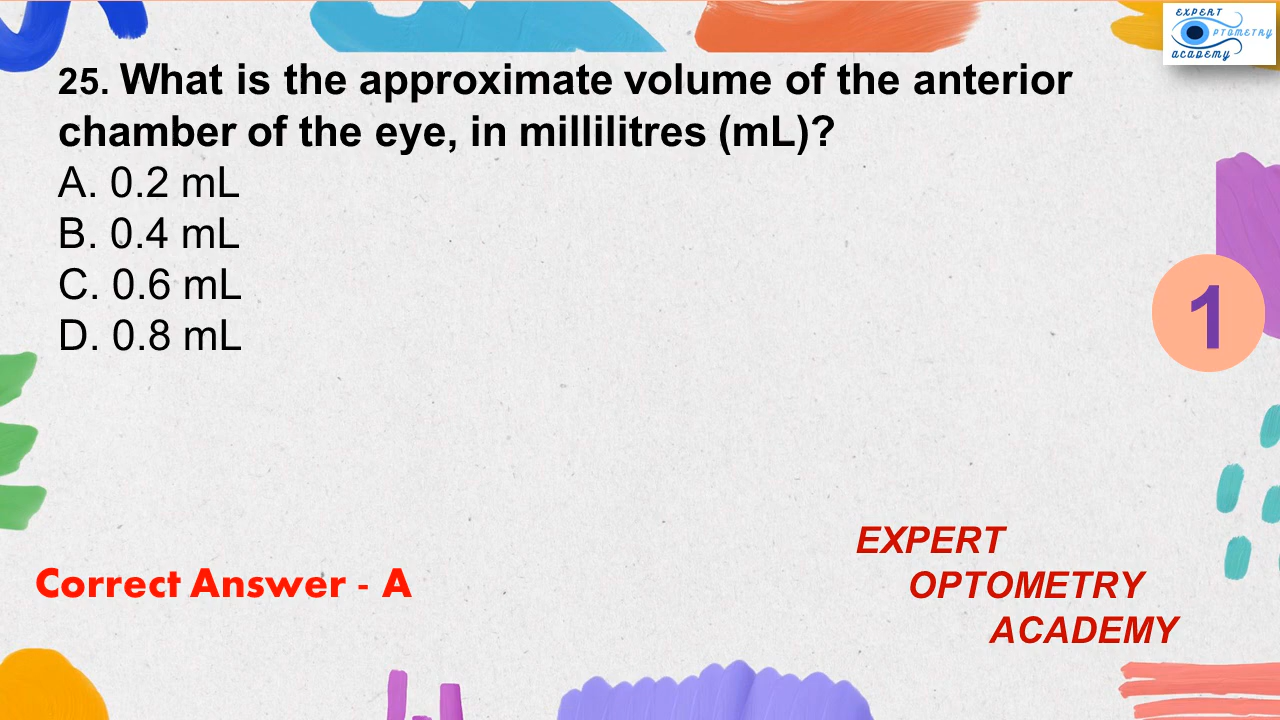 EXPERT
PTOMETRY
academy
25. What is the approximate volume of the anterior
chamber of the eye, in millilitres (mL)?
A. 0.2 mL
B. 0.4 mL
C. 0.6 mL
D. 0.8 mL
1
EXPERT
OPTOMETRY
ACADEMY
Correct Answer - A